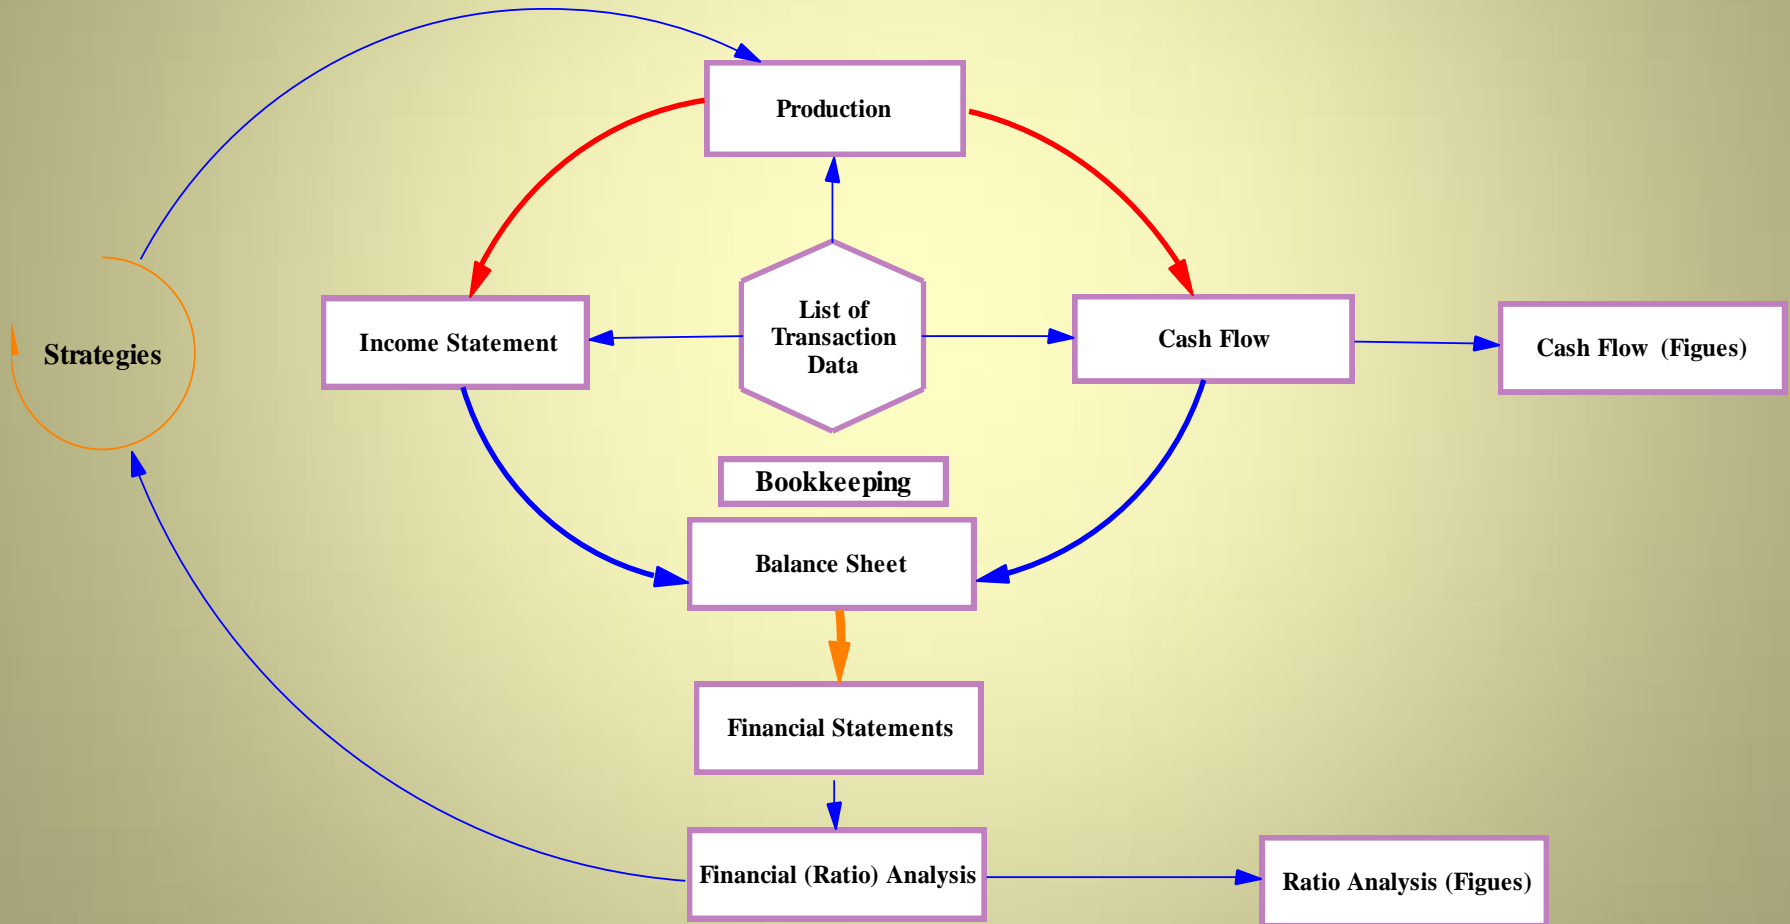 Production
List of
Transaction
Data
Income Statement
Cash Flow
Cash Flow (Figues)
Strategies
Bookkeeping
Balance Sheet
Financial Statements
Financial (Ratio) Analysis
Ratio Analysis (Figues)